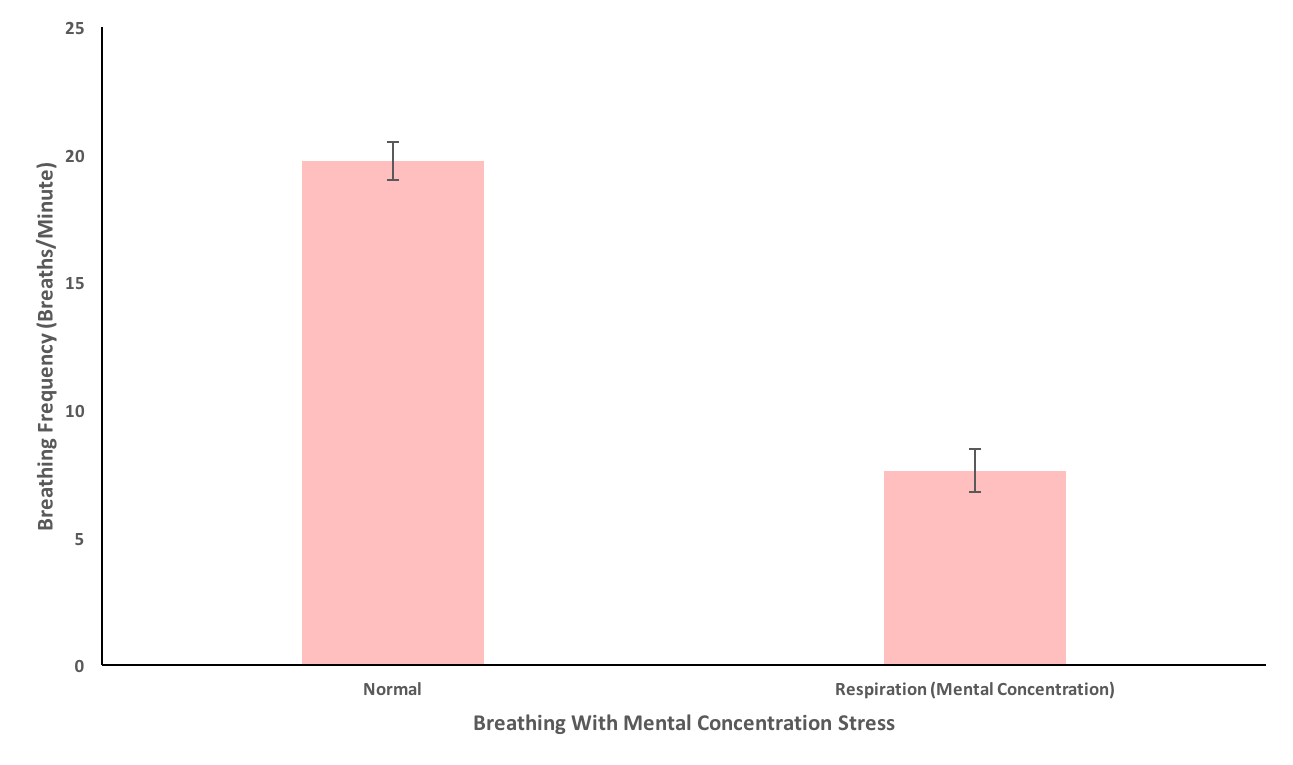 25
20
15
10
5
0
Breathing Frequency (Breaths/Minute)
Normal
Respiration (Mental Concentration)
Breathing With Mental Concentration Stress